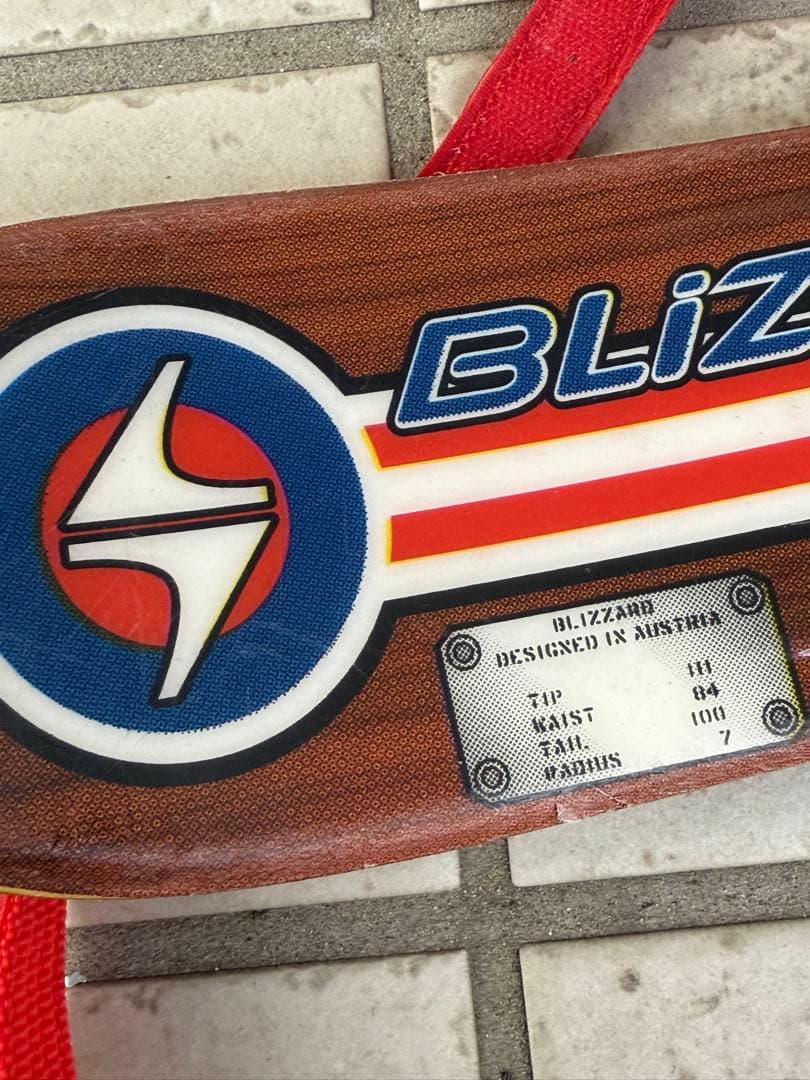 BLiZ
BLIZZARD
DESIGNED IN AUSTRIA
TIP 111
WAIST 84
TAIL 100
RADIUS 7